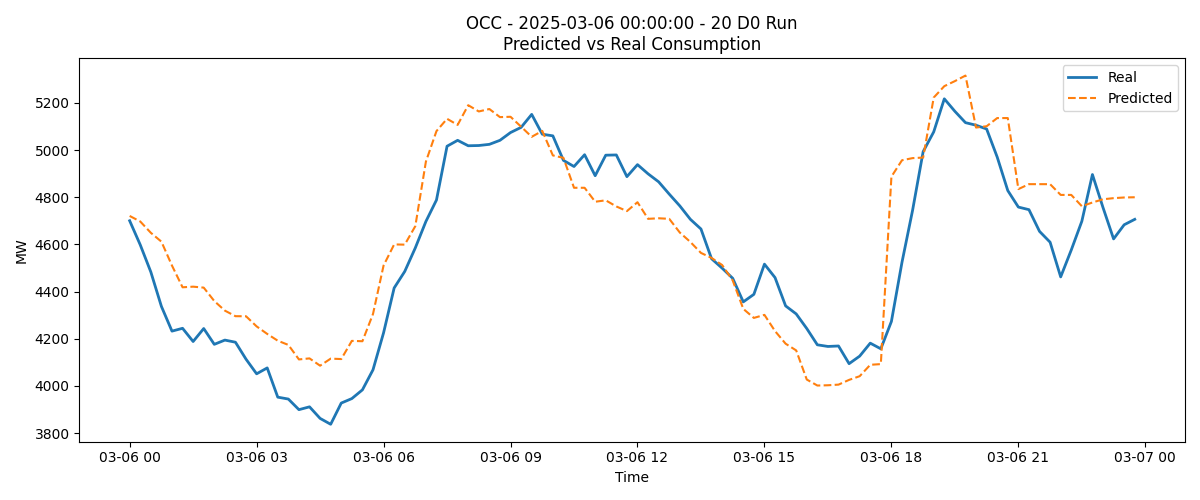 OCC - 2025-03-06 00:00:00 - 20 D0 Run
Predicted vs Real Consumption
Real
Predicted
MW
5200
5000
4800
4600
4400
4200
4000
3800
03-06 00
03-06 03
03-06 06
03-06 09
03-06 12
03-06 15
03-06 18
03-06 21
03-07 00
Time